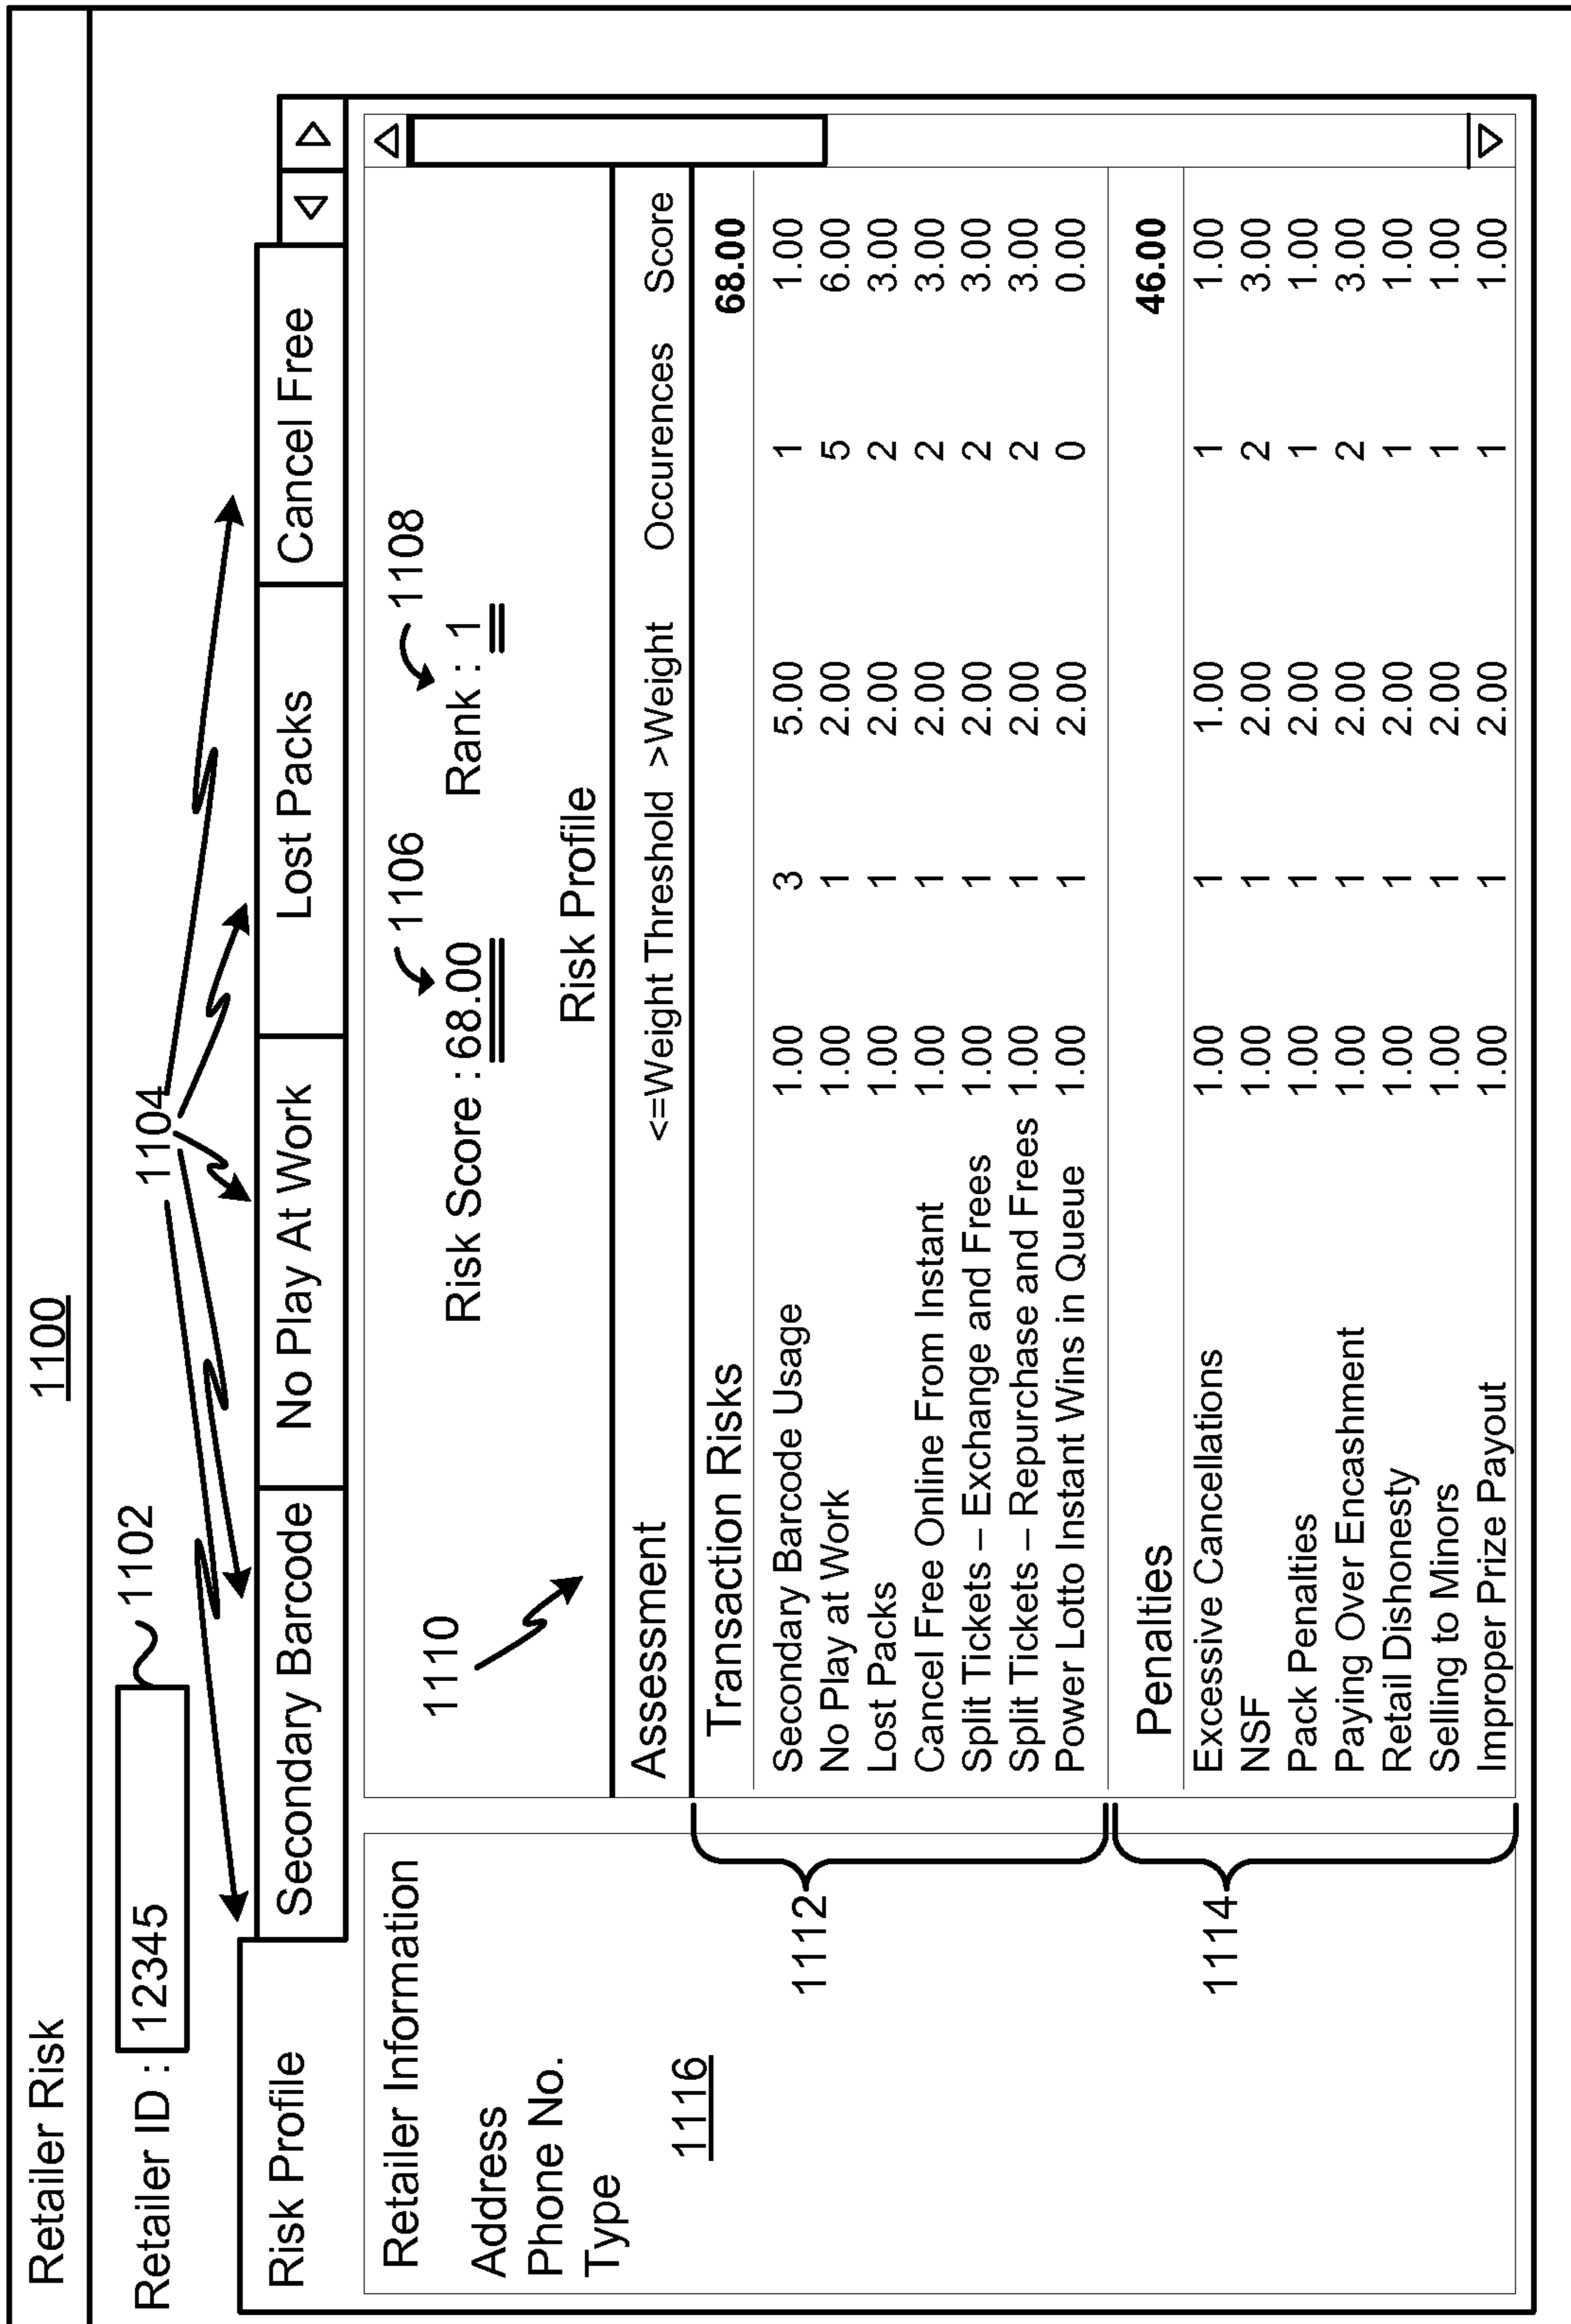 1100
Retailer Risk
Retailer ID : 12345 1102
1104
Risk Profile Secondary Barcode No Play At Work Lost Packs Cancel Free
Retailer Information
Address
Phone No.
Type
1116
1106 1108
Risk Score : 68.00 Rank : 1
1110
Risk Profile
Assessment <=Weight Threshold >Weight Occurences Score
1112
Transaction Risks 68.00
Secondary Barcode Usage 1.00 3 5.00 1 1.00
No Play at Work 1.00 1 2.00 5 6.00
Lost Packs 1.00 1 2.00 2 3.00
Cancel Free Online From Instant 1.00 1 2.00 2 3.00
Split Tickets – Exchange and Frees 1.00 1 2.00 2 3.00
Split Tickets – Repurchase and Frees 1.00 1 2.00 2 3.00
Power Lotto Instant Wins in Queue 1.00 1 2.00 0 0.00
1114
Penalties 46.00
Excessive Cancellations 1.00 1 1.00 1 1.00
NSF 1.00 1 2.00 2 3.00
Pack Penalties 1.00 1 2.00 1 1.00
Paying Over Encashment 1.00 1 2.00 2 3.00
Retail Dishonesty 1.00 1 2.00 1 1.00
Selling to Minors 1.00 1 2.00 1 1.00
Improper Prize Payout 1.00 1 2.00 1 1.00